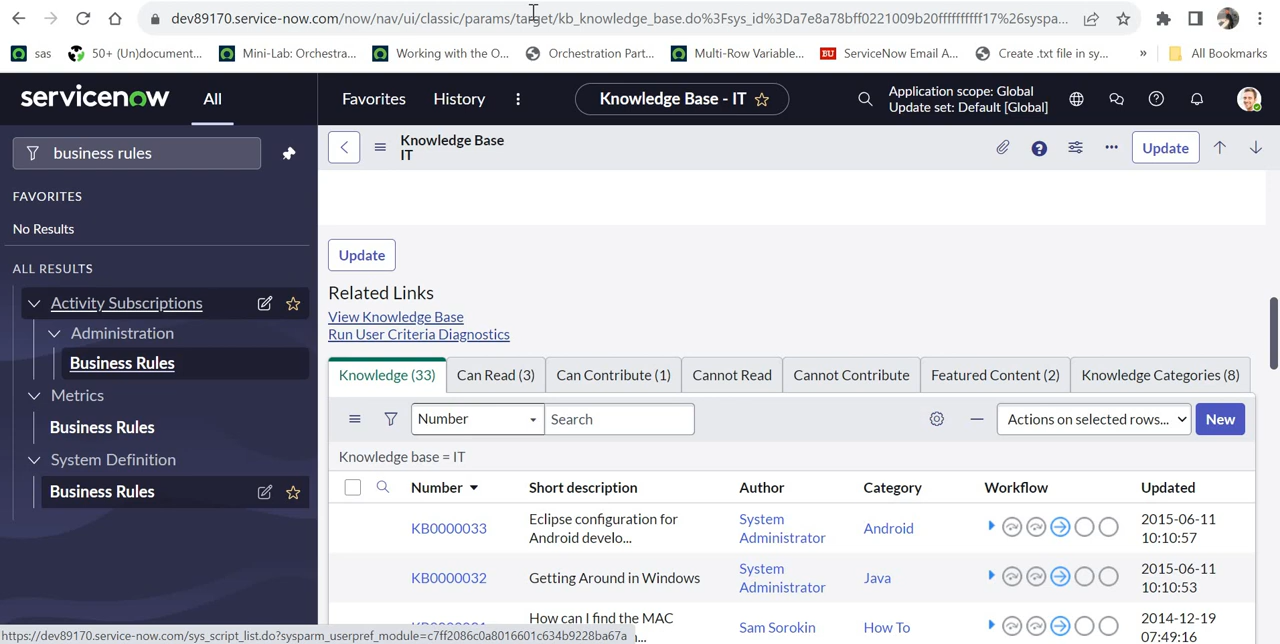 dev89170.service-now.com/now/nav/ui/classic/params/target/kb_knowledge_base.do%3Fsys_id%3Da7e8a78bff0221009b20ffffffffff17%26syspa...
sas
50+ (Un)document...
Mini-Lab: Orchestra...
Working with the O...
Orchestration Part...
Multi-Row Variable...
BU
ServiceNow Email A...
Create .txt file in sy...
»
All Bookmarks
servicenow
All
Favorites
History
Knowledge Base - IT
Application scope: Global
Update set: Default [Global]
business rules
FAVORITES
No Results
ALL RESULTS
Activity Subscriptions
Administration
Business Rules
Metrics
Business Rules
System Definition
Business Rules
Knowledge Base
IT
Update
Update
Related Links
View Knowledge Base
Run User Criteria Diagnostics
Knowledge (33)
Can Read (3)
Can Contribute (1)
Cannot Read
Cannot Contribute
Featured Content (2)
Knowledge Categories (8)
Number
Search
Actions on selected rows...
New
Knowledge base = IT
Number
Short description
Author
Category
Workflow
Updated
KB0000033
Eclipse configuration for
Android develo...
System
Administrator
Android
2015-06-11
10:10:57
KB0000032
Getting Around in Windows
System
Administrator
Java
2015-06-11
10:10:53
How can I find the MAC
Sam Sorokin
How To
2014-12-19
07:49:1
https://dev89170.service-now.com/sys_script_list.do?sysparm_userpref_module=c7ff2086c0a8016601c634b9228ba67a